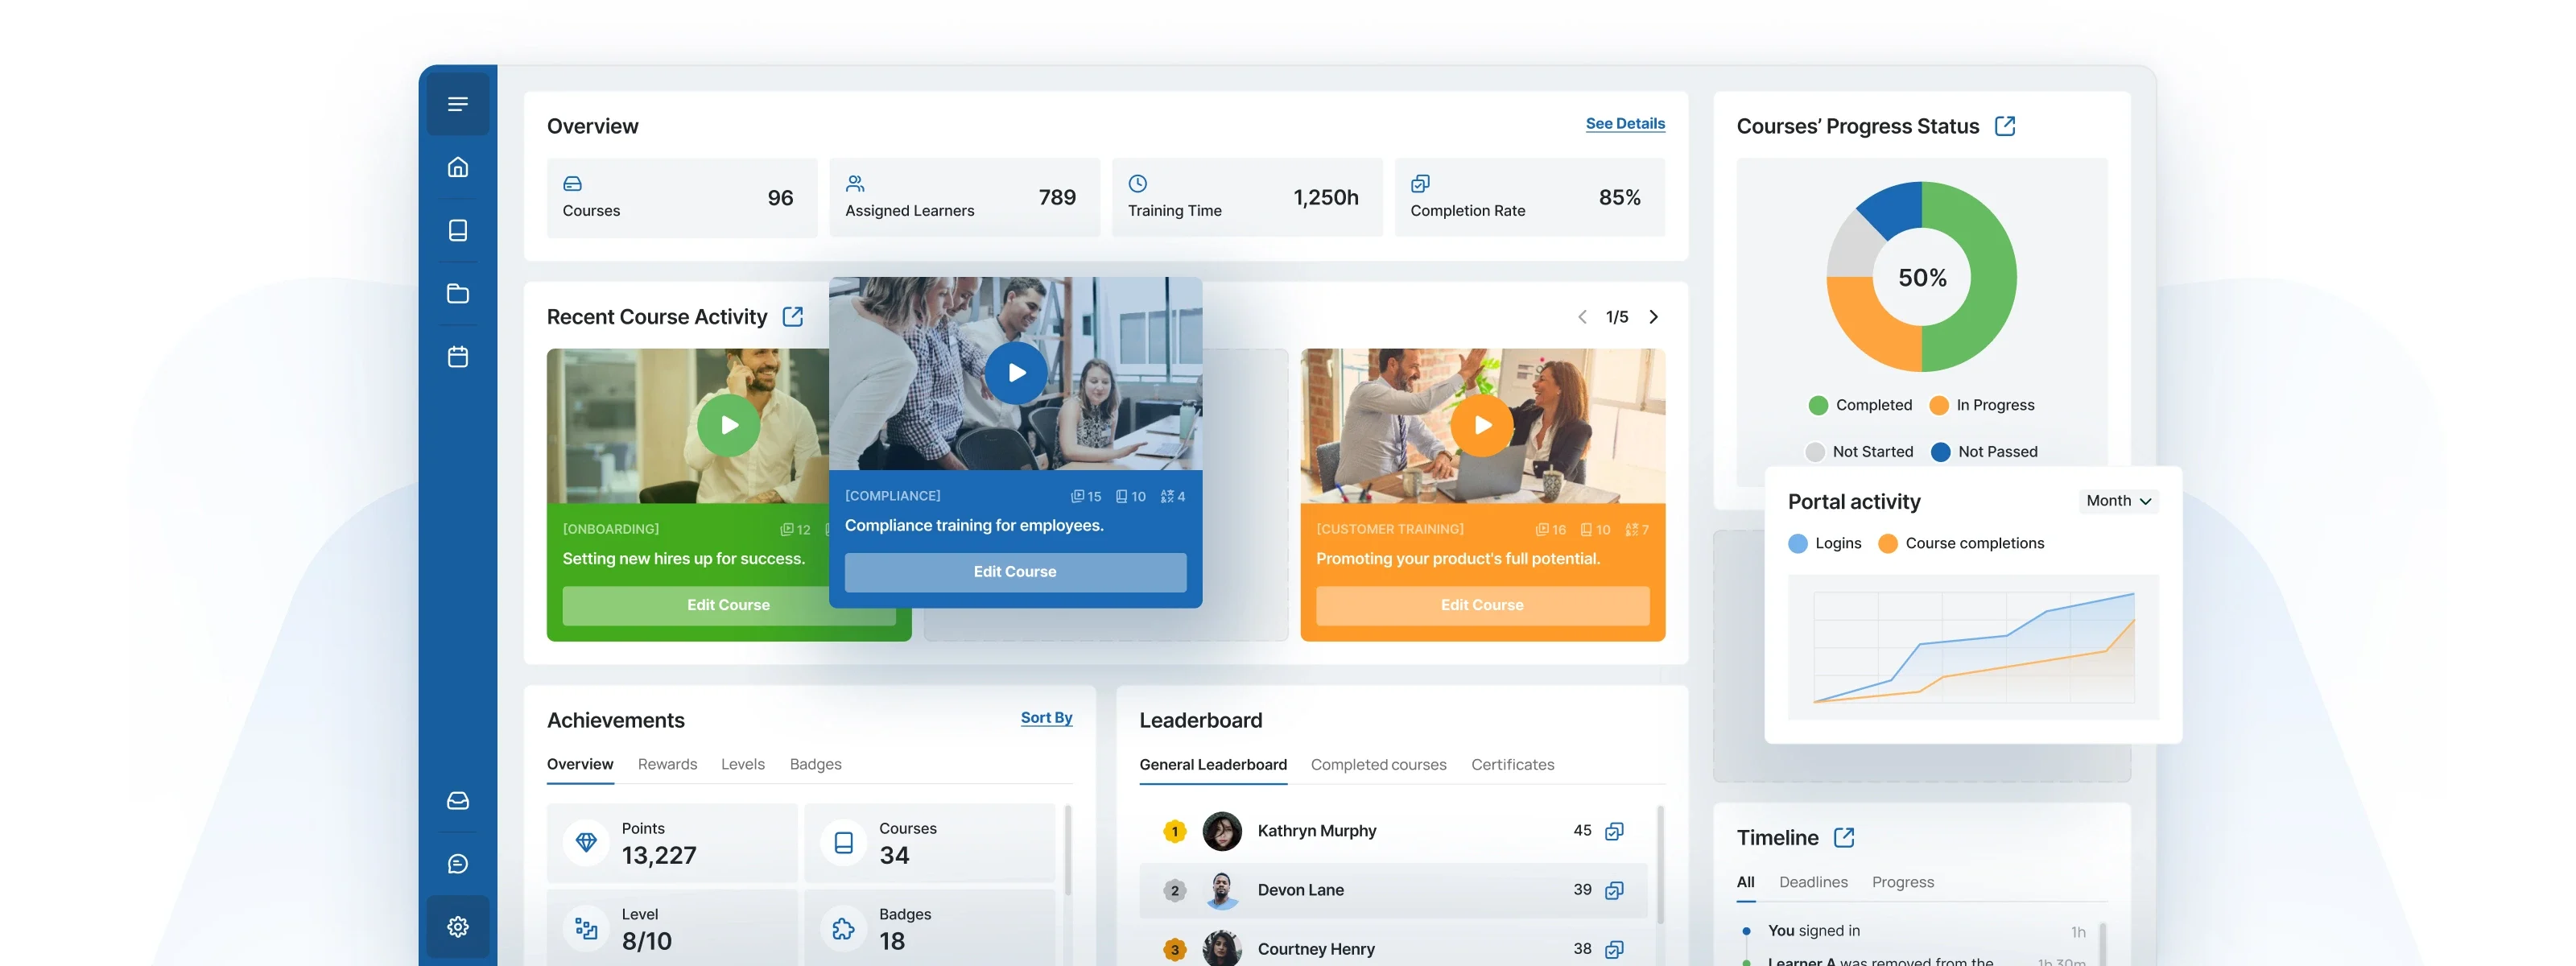 Overview
See Details
Courses
96
Assigned Learners
789
Training Time
1,250h
Completion Rate
85%
Recent Course Activity
1/5
[ONBOARDING]
12
Setting new hires up for success.
Edit Course
[COMPLIANCE]
15 10 4
Compliance training for employees.
Edit Course
[CUSTOMER TRAINING]
16 10 7
Promoting your product's full potential.
Edit Course
Courses’ Progress Status
50%
Completed In Progress
Not Started Not Passed
Portal activity
Month
Logins Course completions
Achievements
Sort By
Overview Rewards Levels Badges
Points
13,227
Courses
34
Level
8/10
Badges
18
Leaderboard
General Leaderboard Completed courses Certificates
1 Kathryn Murphy 45
2 Devon Lane 39
3 Courtney Henry 38
Timeline
All Deadlines Progress
You signed in 1h
Learner A was removed from the 1h 30m